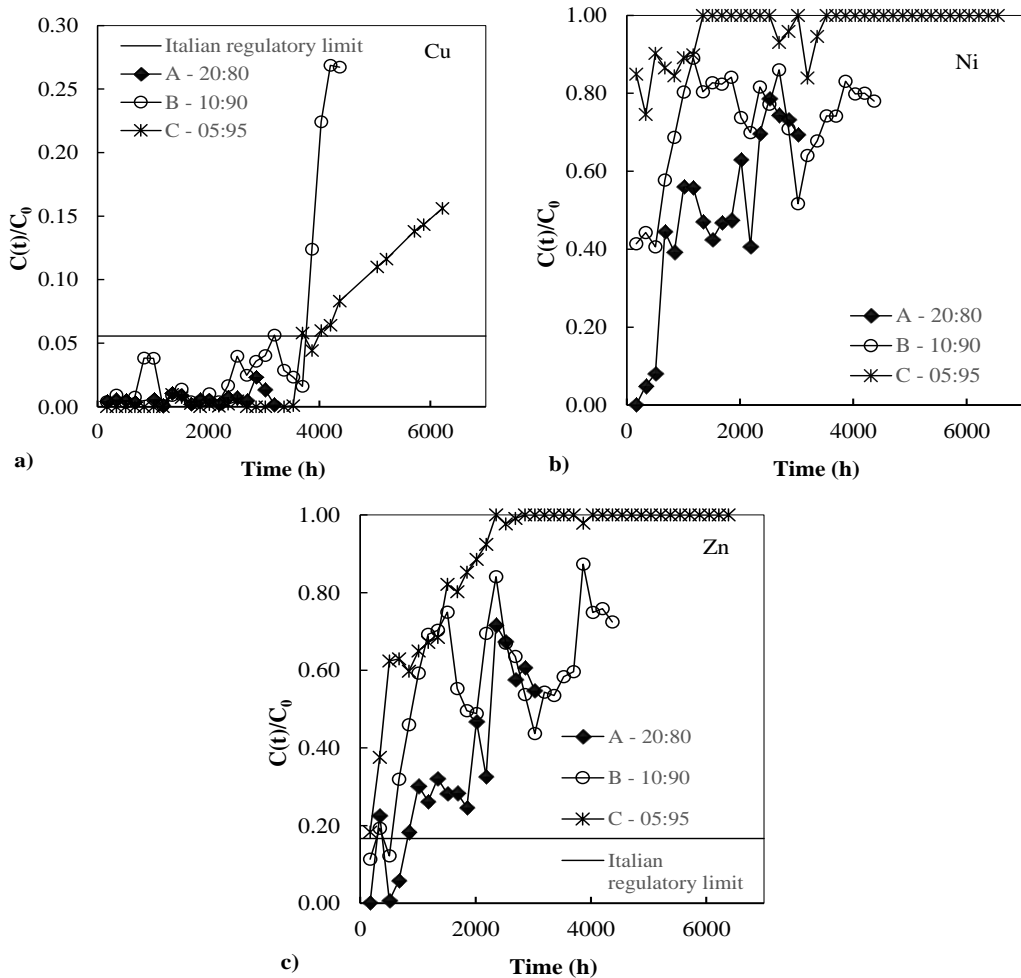 0.30
0.25
0.20
0.15
0.10
0.05
0.00
C(t)/C0
Italian regulatory limit
A - 20:80
B - 10:90
C - 05:95
Cu
0 2000 4000 6000
Time (h)
a)
1.00
0.80
0.60
0.40
0.20
0.00
C(t)/C0
Ni
A - 20:80
B - 10:90
C - 05:95
0 2000 4000 6000
Time (h)
b)
1.00
0.80
0.60
0.40
0.20
0.00
C(t)/C0
Zn
A - 20:80
B - 10:90
C - 05:95
Italian
regulatory limit
0 2000 4000 6000
Time (h)
c)